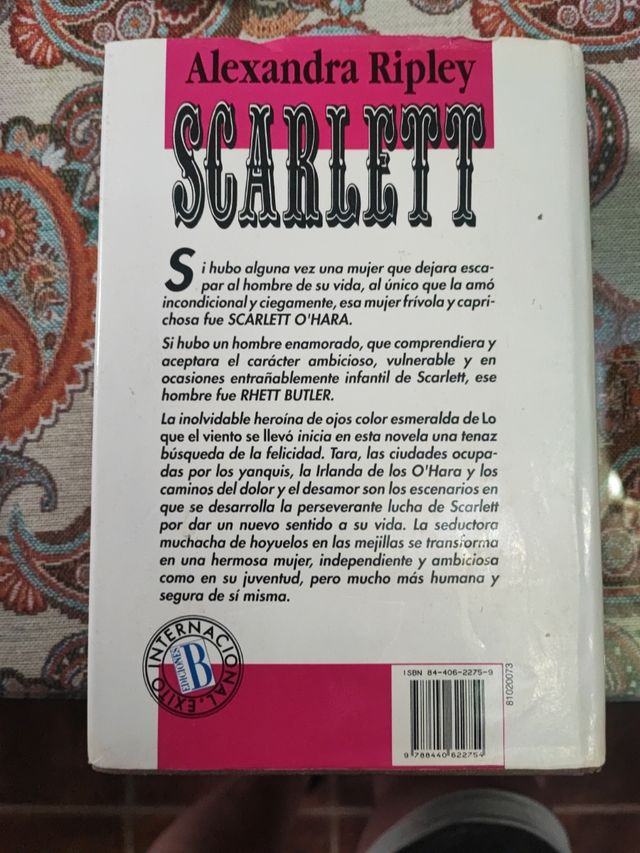 Alexandra Ripley
SCARLETT
Si hubo alguna vez una mujer que dejara esca-
par al hombre de su vida, al único que la amó
incondicional y ciegamente, esa mujer frívola y capri-
chosa fue SCARLETT O'HARA.
Si hubo un hombre enamorado, que comprendiera y
aceptara el carácter ambicioso, vulnerable y en
ocasiones entrañablemente infantil de Scarlett, ese
hombre fue RHETT BUTLER.
La inolvidable heroína de ojos color esmeralda de Lo
que el viento se llevó inicia en esta novela una tenaz
búsqueda de la felicidad. Tara, las ciudades ocupa-
das por los yanquis, la Irlanda de los O'Hara y los
caminos del dolor y el desamor son los escenarios en
que se desarrolla la perseverante lucha de Scarlett
por dar un nuevo sentido a su vida. La seductora
muchacha de hoyuelos en las mejillas se transforma
en una hermosa mujer, independiente y ambiciosa
como en su juventud, pero mucho más humana y
segura de sí misma.
INTERNACIONAL. EXITO
EDICIONES B
ISBN 84-406-2275-9
9 788440 622754
81020073